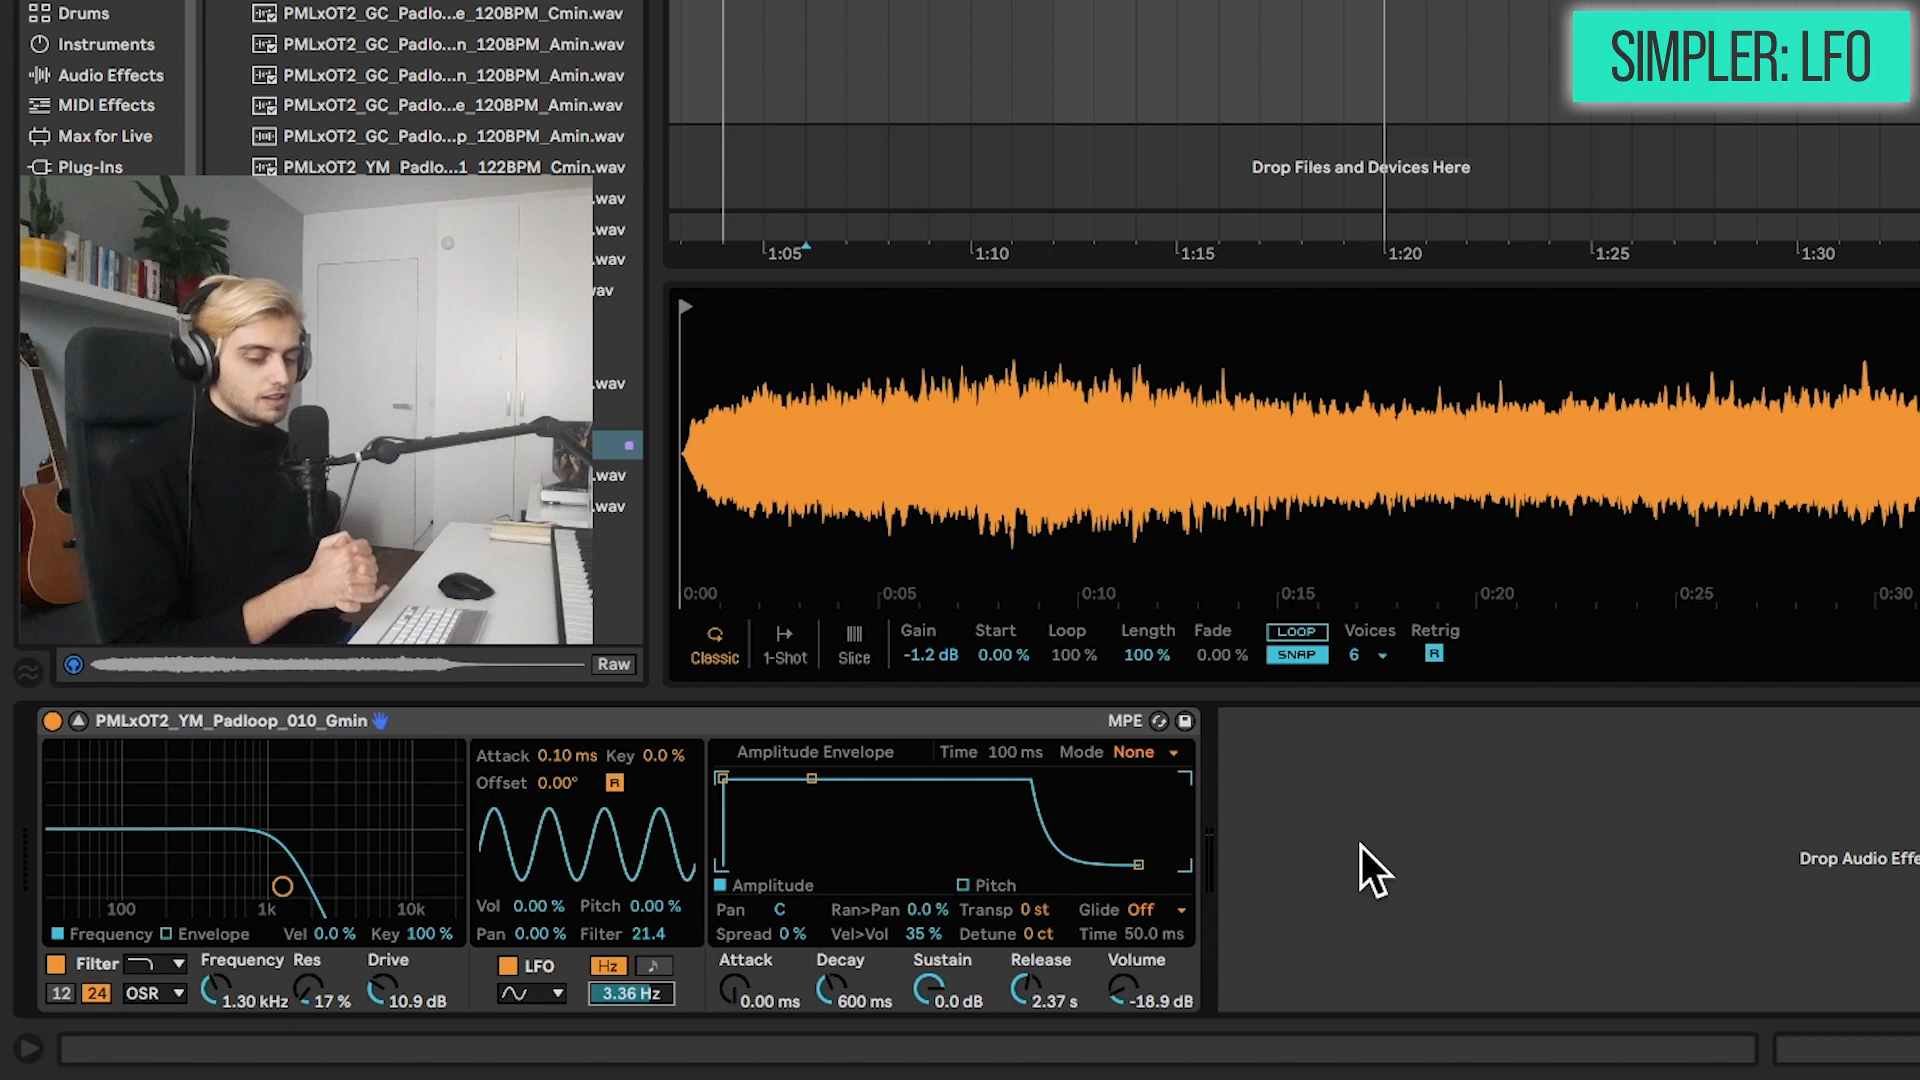 SIMPLER: LFO
Drums
Instruments
Audio Effects
MIDI Effects
Max for Live
Plug-Ins
PMLxOT2_GC_Padlo...e_120BPM_Cmin.wav
PMLxOT2_GC_Padlo...n_120BPM_Amin.wav
PMLxOT2_GC_Padlo...n_120BPM_Amin.wav
PMLxOT2_GC_Padlo...e_120BPM_Amin.wav
PMLxOT2_GC_Padlo...p_120BPM_Amin.wav
PMLxOT2_YM_Padlo...1_122BPM_Cmin.wav
.wav
.wav
.wav
.wav
.wav
.wav
Raw
Drop Files and Devices Here
1:05 1:10 1:15 1:20 1:25 1:30
0:00 0:05 0:10 0:15 0:20 0:25 0:30
Classic 1-Shot Slice
Gain Start Loop Length Fade LOOP Voices Retrig
-1.2 dB 0.00 % 100 % 100 % 0.00 % SNAP 6 R
PMLxOT2_YM_Padloop_010_Gmin MPE
100 1k 10k
Frequency Envelope Vel 0.0 % Key 100 %
Filter Frequency Res Drive
12 24 OSR 1.30 kHz 17 % 10.9 dB
Attack 0.10 ms Key 0.0 %
Offset 0.00° R
Vol 0.00 % Pitch 0.00 %
Pan 0.00 % Filter 21.4
LFO Hz
3.36 Hz
Amplitude Envelope Time 100 ms Mode None
Amplitude Pitch
Pan C Ran>Pan 0.0 % Transp 0 st Glide Off
Spread 0 % Vel>Vol 35 % Detune 0 ct Time 50.0 ms
Attack Decay Sustain Release Volume
0.00 ms 600 ms 0.0 dB 2.37 s -18.9 dB
Drop Audio Effe